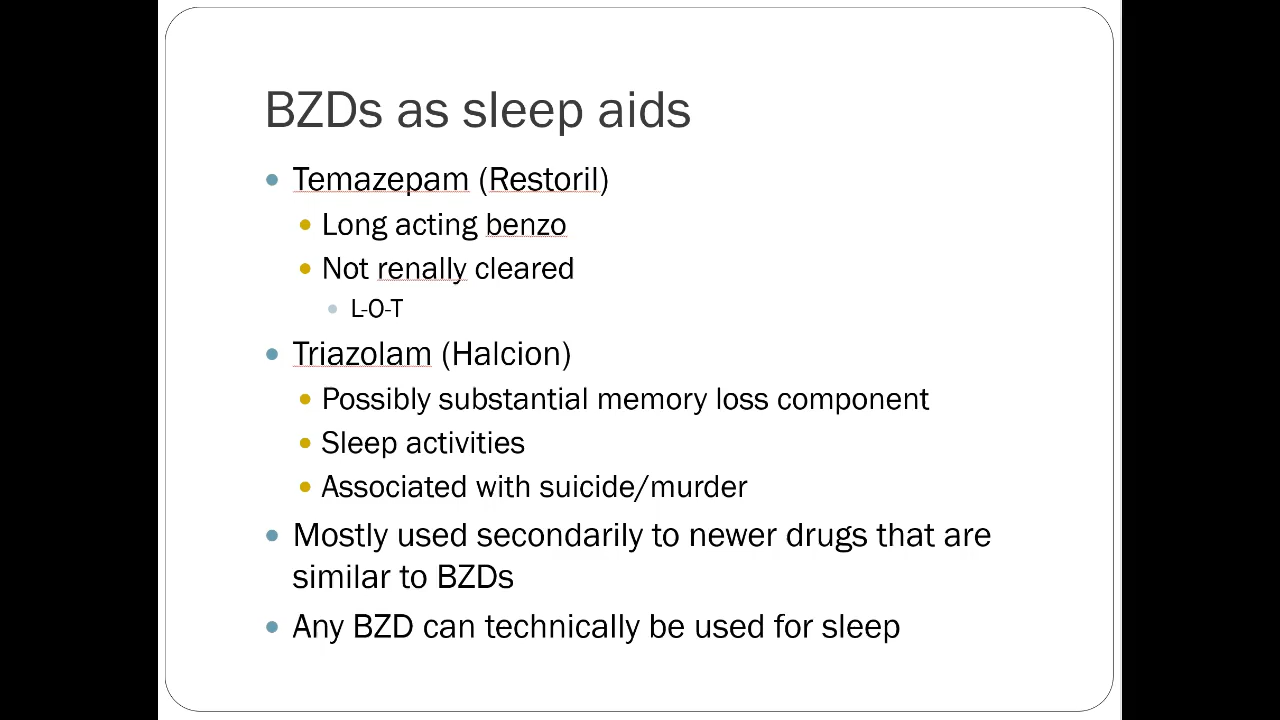 BZDs as sleep aids
Temazepam (Restoril)
Long acting benzo
Not renally cleared
L-O-T
Triazolam (Halcion)
Possibly substantial memory loss component
Sleep activities
Associated with suicide/murder
Mostly used secondarily to newer drugs that are
similar to BZDs
Any BZD can technically be used for sleep